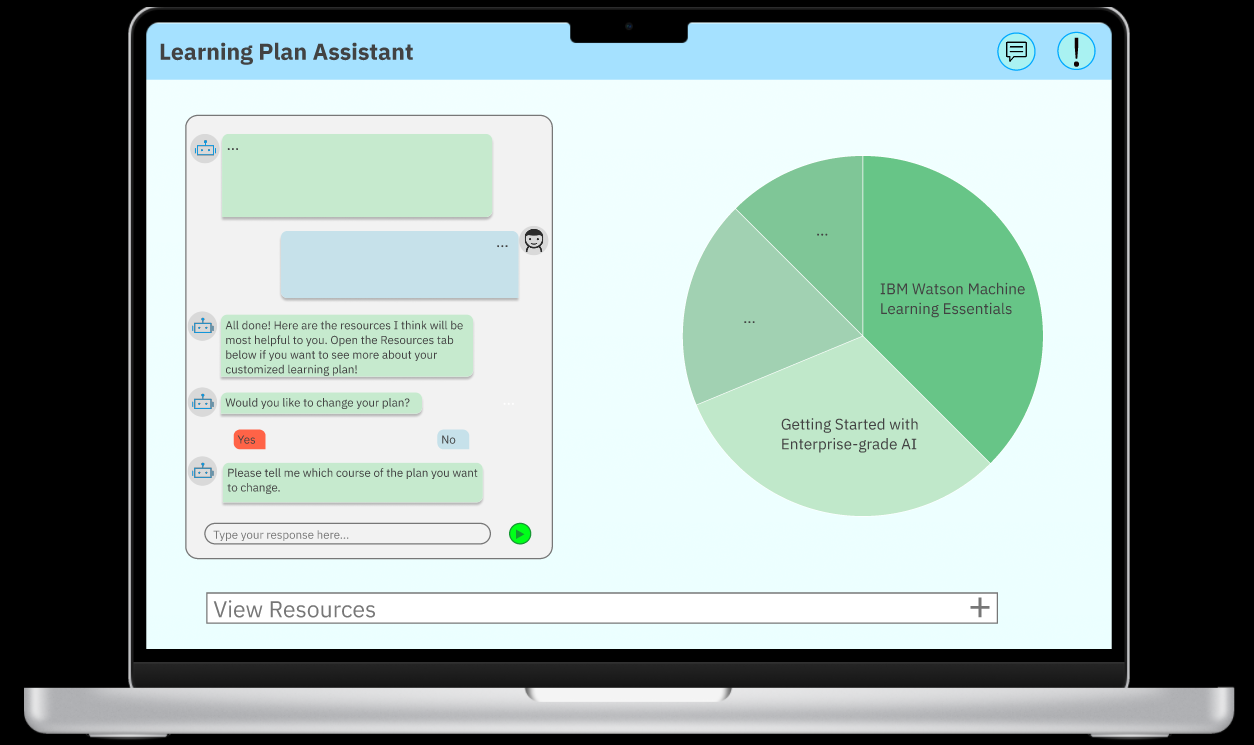 Learning Plan Assistant
!
...
...
All done! Here are the resources I think will be
most helpful to you. Open the Resources tab
below if you want to see more about your
customized learning plan!
Would you like to change your plan?
...
Yes
No
Please tell me which course of the plan you want
to change.
Type your response here...
...
IBM Watson Machine
Learning Essentials
...
Getting Started with
Enterprise-grade AI
View Resources
+